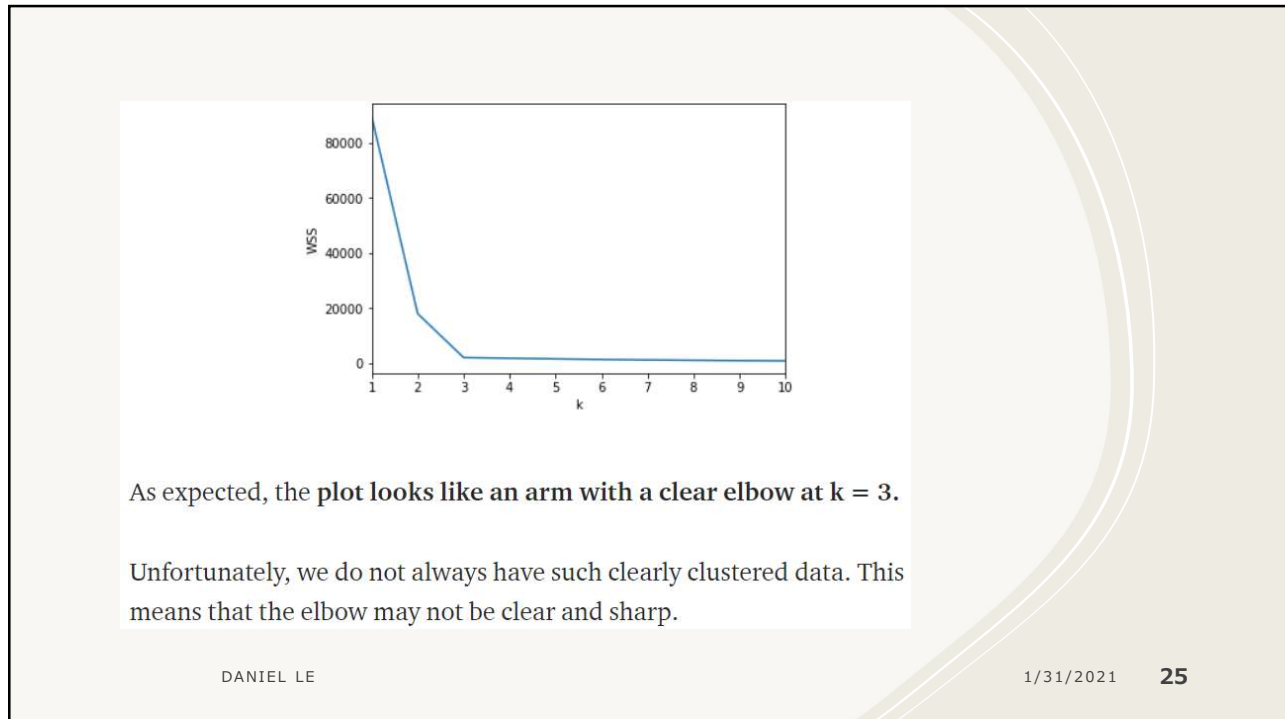 80000
60000
40000
20000
0
WSS
1 2 3 4 5 6 7 8 9 10
k
As expected, the plot looks like an arm with a clear elbow at k = 3.
Unfortunately, we do not always have such clearly clustered data. This
means that the elbow may not be clear and sharp.
DANIEL LE 1/31/2021 25